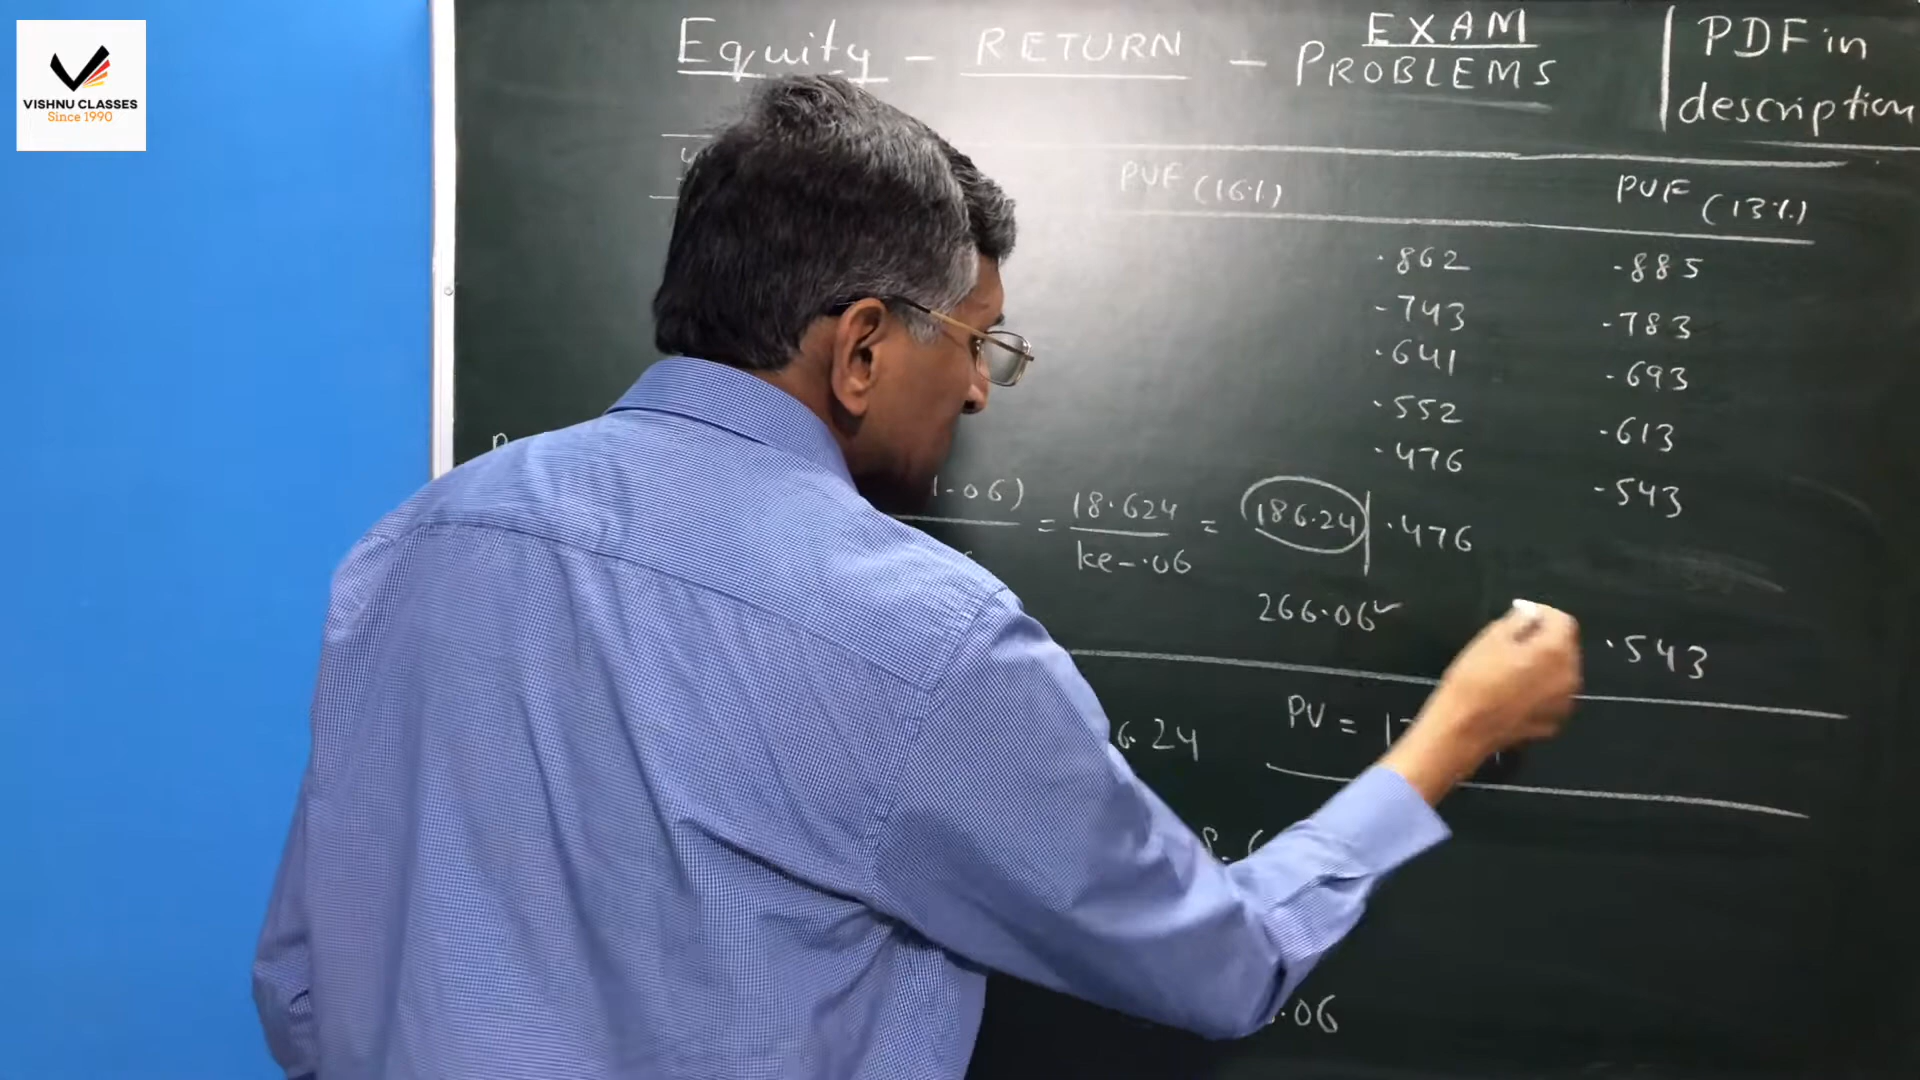 VISHNU CLASSES
Since 1990
Equity - RETURN - EXAM PROBLEMS
PDF in
description
PVF (16%) PVF (13%)
.862 .885
.743 .783
.641 .693
.552 .613
.476 .543
1.06) = 18.624 / ke-.06 = 186.24 | .476
266.06 .543
6.24 PV =
.06